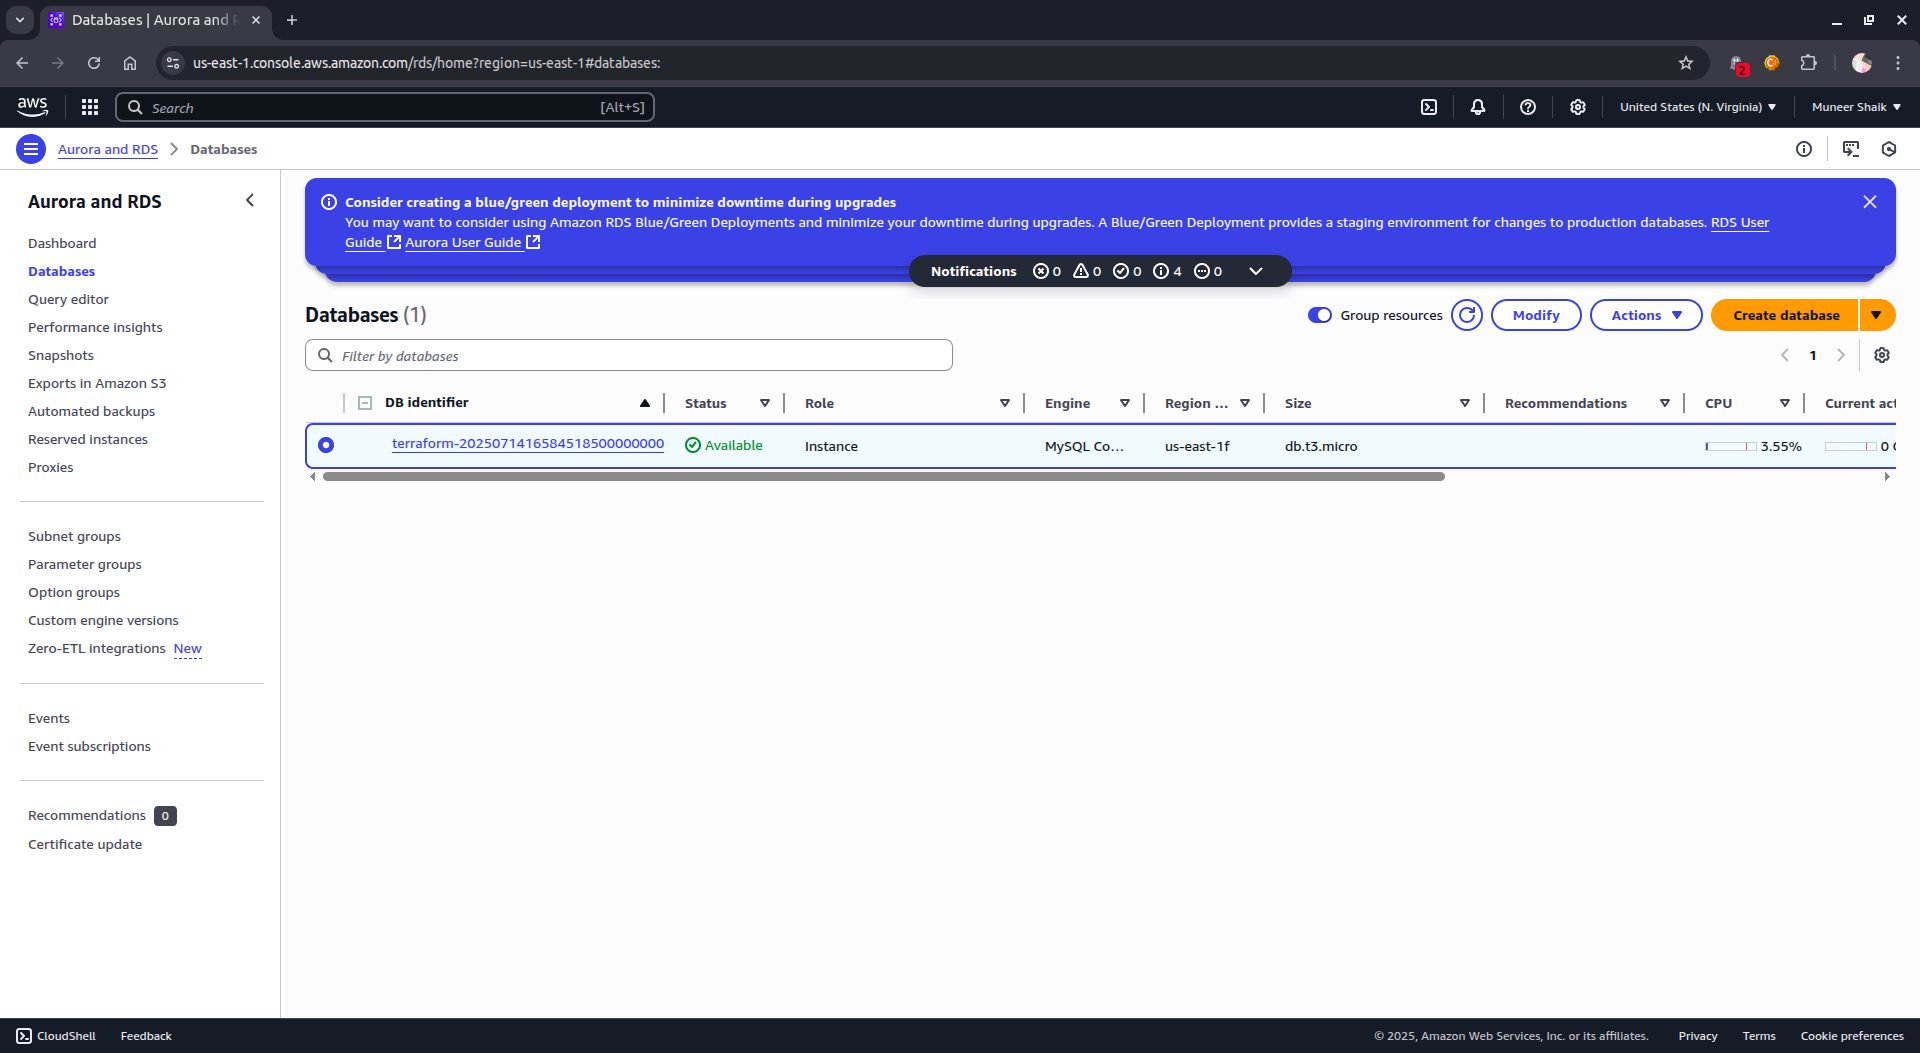 Databases | Aurora and R
us-east-1.console.aws.amazon.com/rds/home?region=us-east-1#databases:
2
aws
Search
[Alt+S]
United States (N. Virginia)
Muneer Shaik
Aurora and RDS
Databases
Aurora and RDS
Dashboard
Databases
Query editor
Performance insights
Snapshots
Exports in Amazon S3
Automated backups
Reserved instances
Proxies
Subnet groups
Parameter groups
Option groups
Custom engine versions
Zero-ETL integrations New
Events
Event subscriptions
Recommendations 0
Certificate update
Consider creating a blue/green deployment to minimize downtime during upgrades
You may want to consider using Amazon RDS Blue/Green Deployments and minimize your downtime during upgrades. A Blue/Green Deployment provides a staging environment for changes to production databases. RDS User
Guide Aurora User Guide
Notifications 0 0 0 4 0
Databases (1)
Group resources
Modify
Actions
Create database
Filter by databases
1
DB identifier Status Role Engine Region ... Size Recommendations CPU Current act
terraform-20250714165845185000000000 Available Instance MySQL Co... us-east-1f db.t3.micro 3.55% 0 C
CloudShell Feedback
© 2025, Amazon Web Services, Inc. or its affiliates. Privacy Terms Cookie preferences